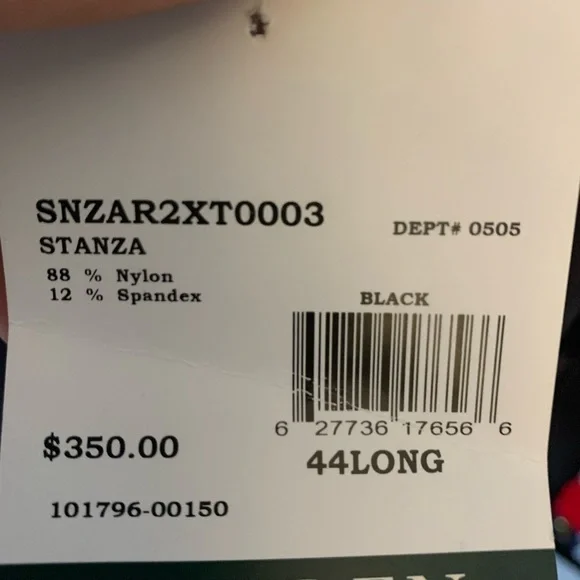 SNZAR2XT0003
DEPT# 0505
STANZA
88 % Nylon
12 % Spandex
BLACK
6 27736 17656 6
$350.00
44LONG
101796-00150